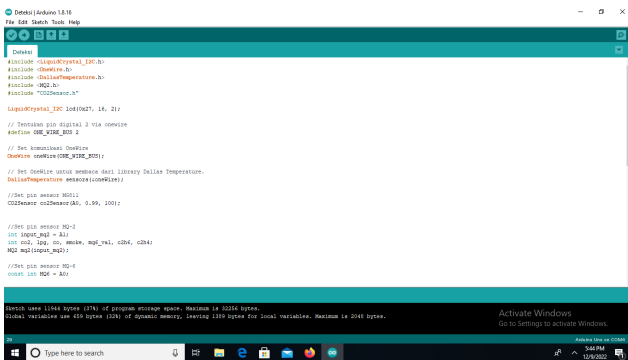 Deteksi | Arduino 1.8.16
File Edit Sketch Tools Help
Deteksi
#include <LiquidCrystal_I2C.h>
#include <OneWire.h>
#include <DallasTemperature.h>
#include <MQ2.h>
#include "CO2Sensor.h"
LiquidCrystal_I2C lcd(0x27, 16, 2);
// Tentukan pin digital 2 via onewire
#define ONE_WIRE_BUS 2
// Set komunikasi OneWire
OneWire oneWire(ONE_WIRE_BUS);
// Set OneWire untuk membaca dari library Dallas Temperature.
DallasTemperature sensors(&oneWire);
//Set pin sensor MG811
CO2Sensor co2Sensor(A0, 0.99, 100);
//Set pin sensor MQ-2
int input_mq2 = A1;
int co2, lpg, co, smoke, mq6_val, c2h6, c2h4;
MQ2 mq2(input_mq2);
//Set pin sensor MQ-6
const int MQ6 = A0;
Sketch uses 11944 bytes (37%) of program storage space. Maximum is 32256 bytes.
Global variables use 659 bytes (32%) of dynamic memory, leaving 1389 bytes for local variables. Maximum is 2048 bytes.
Activate Windows
Go to Settings to activate Windows.
Arduino Uno on COM6
Type here to search
5:44 PM
12/9/2022